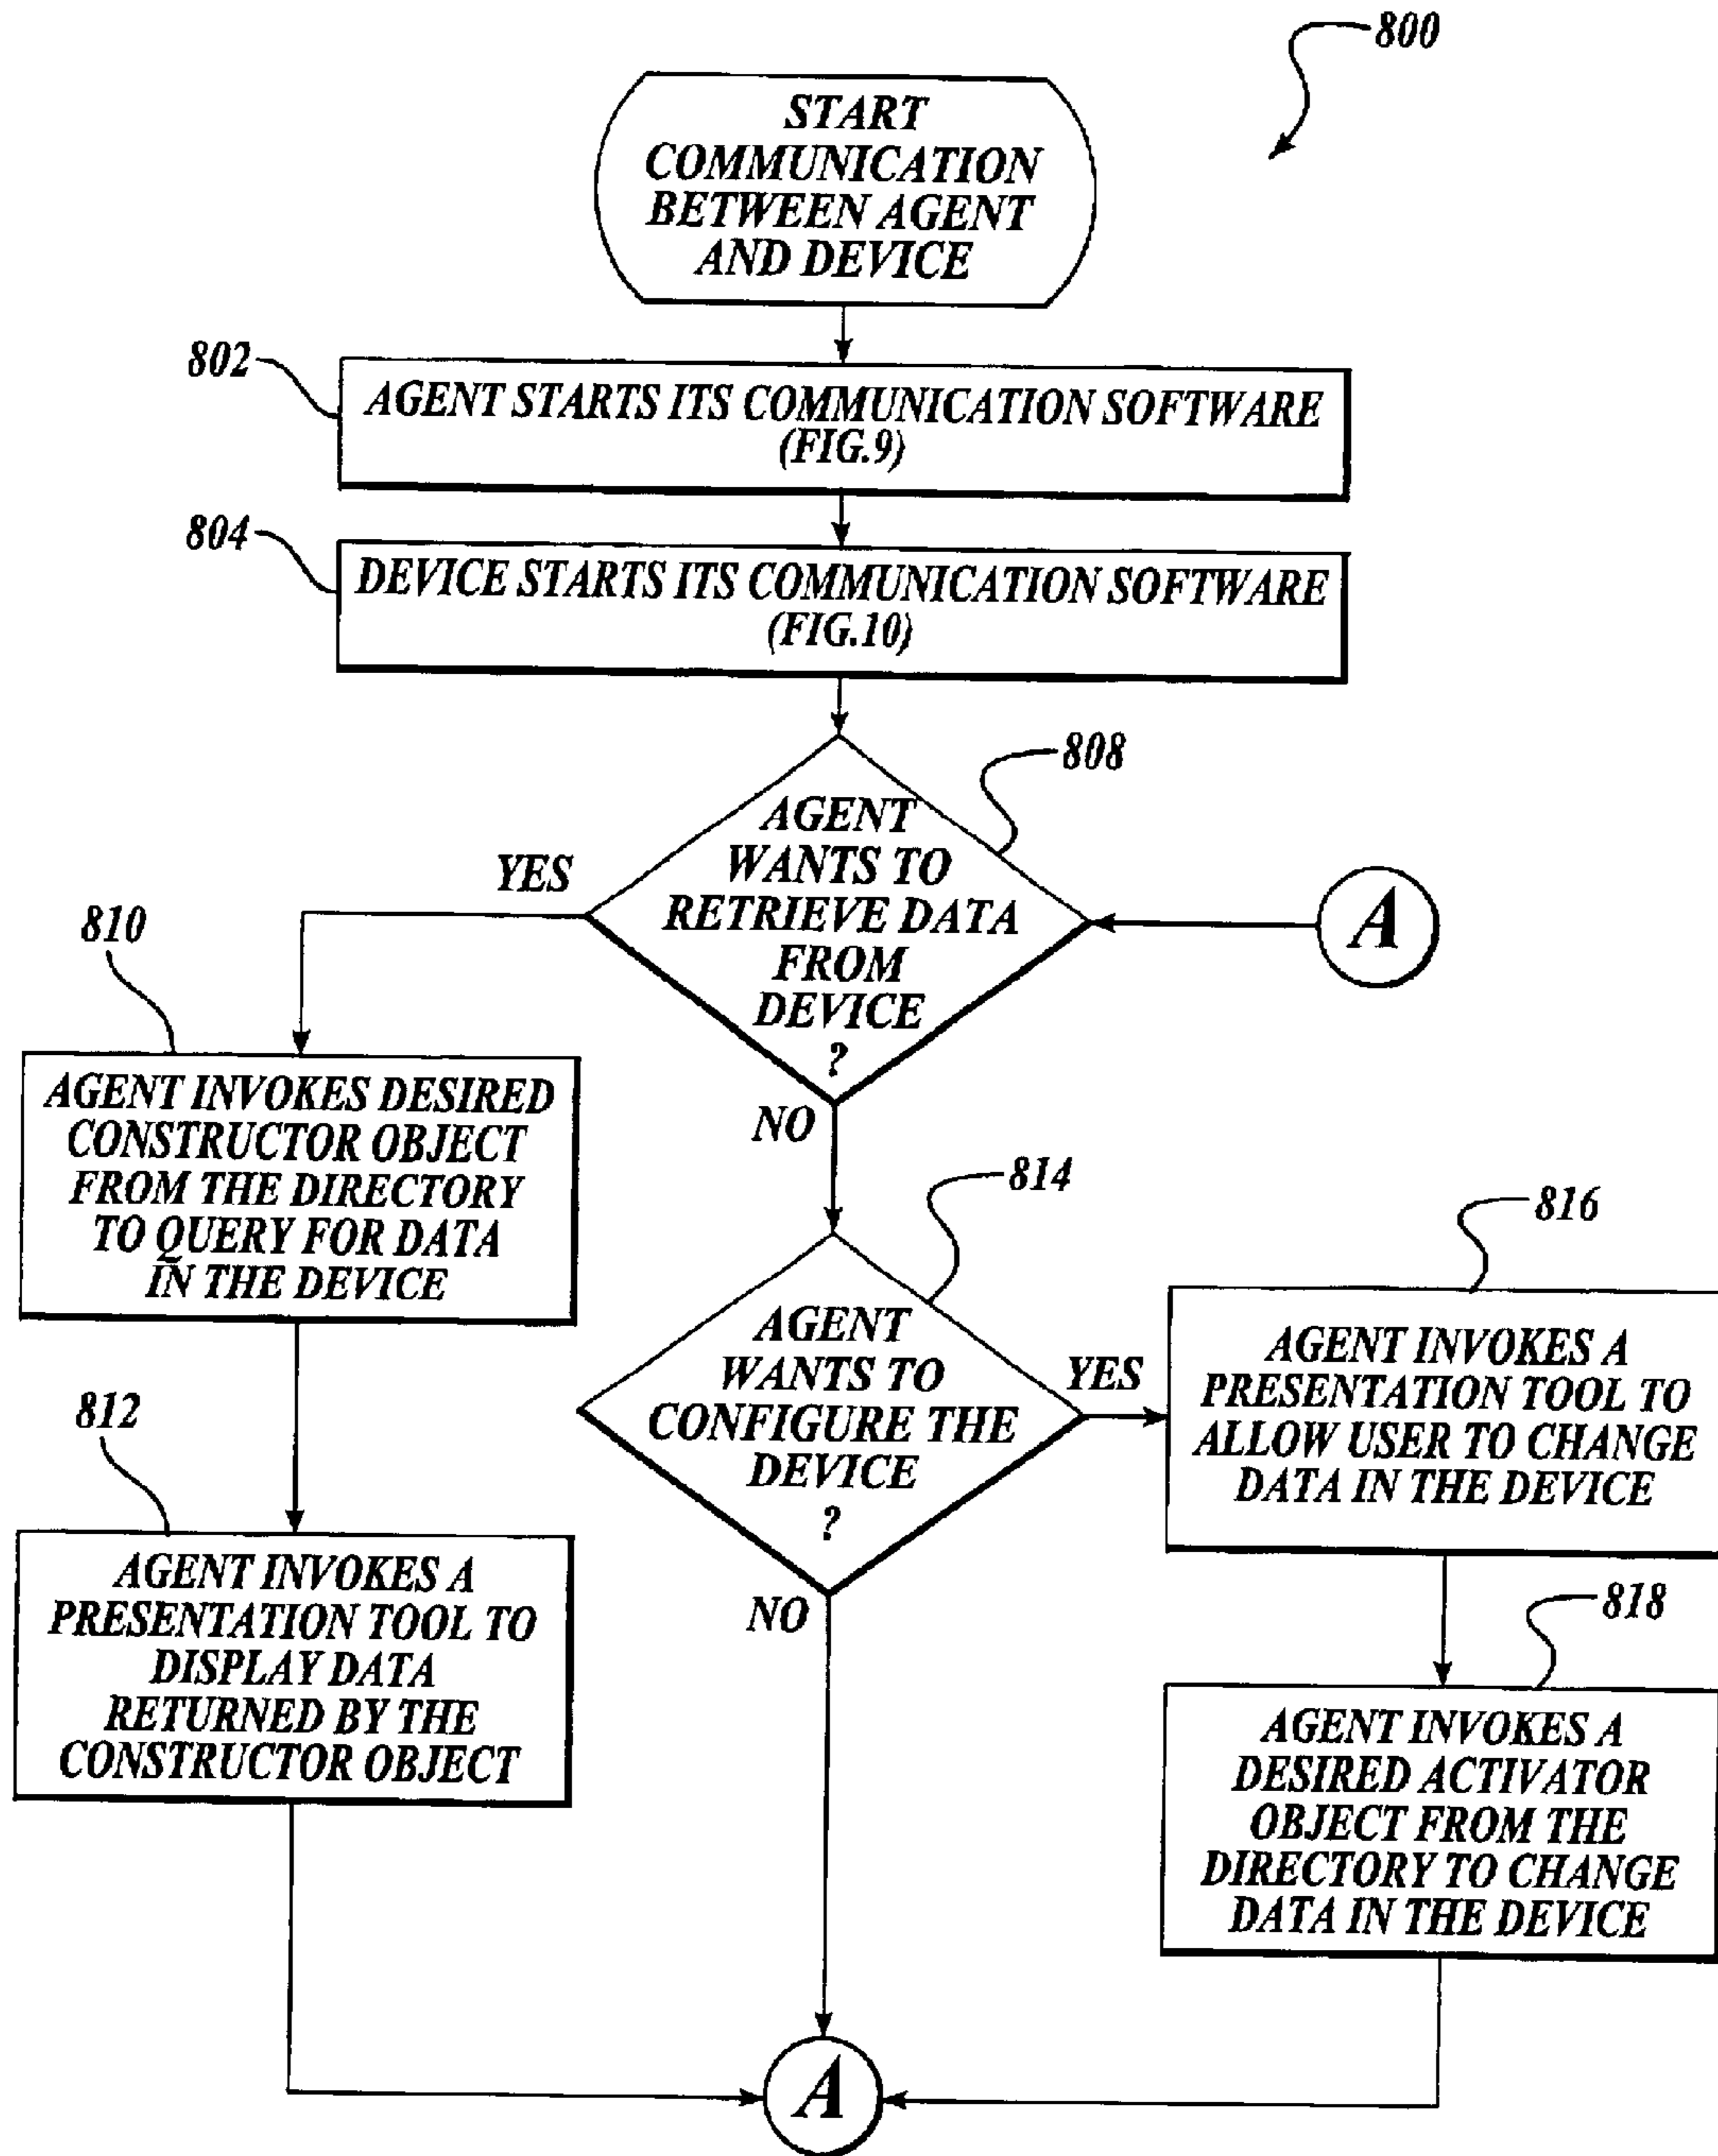 800
START
COMMUNICATION
BETWEEN AGENT
AND DEVICE
802
AGENT STARTS ITS COMMUNICATION SOFTWARE
(FIG.9)
804
DEVICE STARTS ITS COMMUNICATION SOFTWARE
(FIG.10)
808
AGENT
WANTS TO
RETRIEVE DATA
FROM
DEVICE
?
YES
NO
A
810
AGENT INVOKES DESIRED
CONSTRUCTOR OBJECT
FROM THE DIRECTORY
TO QUERY FOR DATA
IN THE DEVICE
812
AGENT INVOKES A
PRESENTATION TOOL TO
DISPLAY DATA
RETURNED BY THE
CONSTRUCTOR OBJECT
814
AGENT
WANTS TO
CONFIGURE THE
DEVICE
?
YES
NO
816
AGENT INVOKES A
PRESENTATION TOOL TO
ALLOW USER TO CHANGE
DATA IN THE DEVICE
818
AGENT INVOKES A
DESIRED ACTIVATOR
OBJECT FROM THE
DIRECTORY TO CHANGE
DATA IN THE DEVICE
A